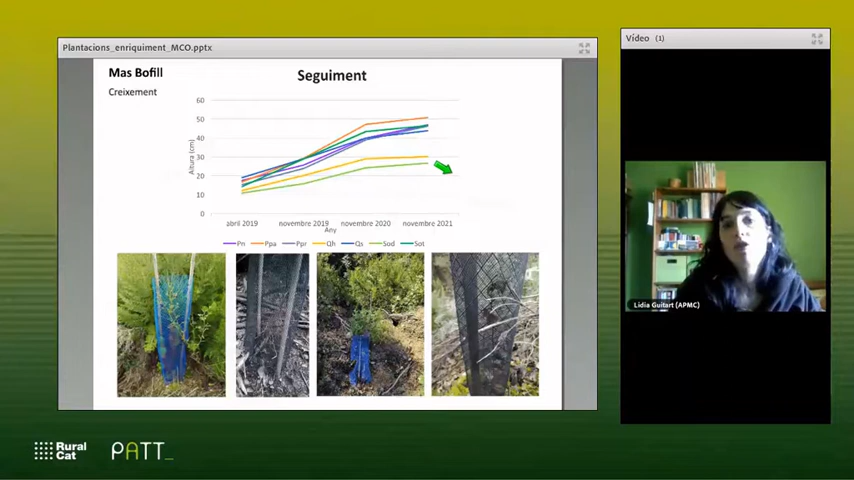 Plantacions_enriquiment_MCO.pptx
Vídeo (1)
Mas Bofill
Seguiment
Creixement
60
50
40
30
20
10
0
Altura (cm)
abril 2019 novembre 2019 novembre 2020 novembre 2021
Any
Pn Ppa Ppr Qh Qs Sod Sot
Lidia Guitart (APMC)
Rural
Cat
PATT_